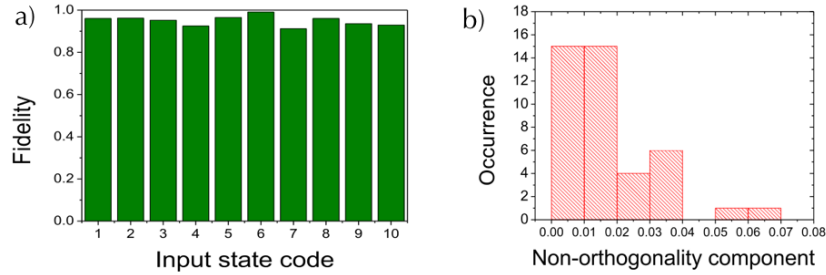 a)
1.0
0.8
0.6
0.4
0.2
0.0
Fidelity
1 2 3 4 5 6 7 8 9 10
Input state code
b)
18
16
14
12
10
8
6
4
2
0
Occurrence
0.00 0.01 0.02 0.03 0.04 0.05 0.06 0.07 0.08
Non-orthogonality component